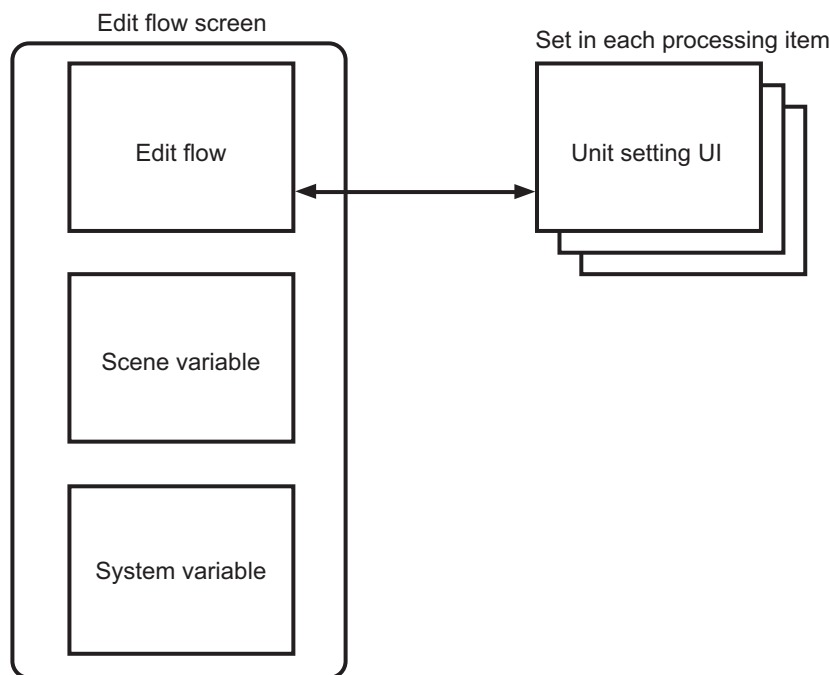 Edit flow screen
Set in each processing item
Edit flow
Unit setting UI
Scene variable
System variable